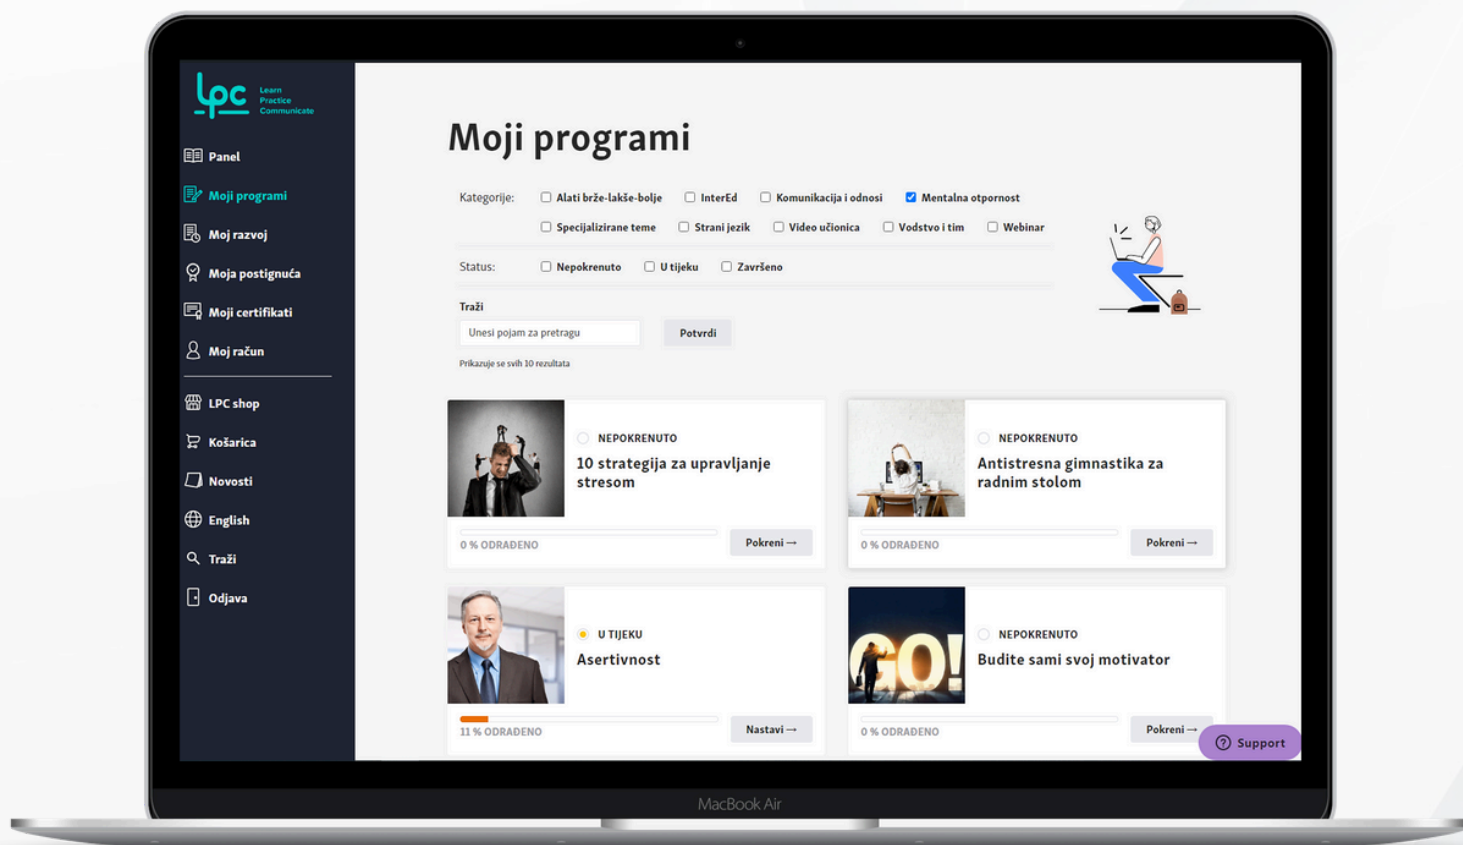 lpc
Learn
Practice
Communicate
Panel
Moji programi
Moj razvoj
Moja postignuća
Moji certifikati
Moj račun
LPC shop
Košarica
Novosti
English
Traži
Odjava
Moji programi
Kategorije: Alati brže-lakše-bolje InterEd Komunikacija i odnosi Mentalna otpornost
Specijalizirane teme Strani jezik Video učionica Vodstvo i tim Webinar
Status: Nepokrenuto U tijeku Završeno
Traži
Unesi pojam za pretragu Potvrdi
Prikazuje se svih 10 rezultata
NEPOKRENUTO
10 strategija za upravljanje
stresom
0 % ODRAĐENO Pokreni →
NEPOKRENUTO
Antistresna gimnastika za
radnim stolom
0 % ODRAĐENO Pokreni →
U TIJEKU
Asertivnost
11 % ODRAĐENO Nastavi →
GO!
NEPOKRENUTO
Budite sami svoj motivator
0 % ODRAĐENO Pokreni →
Support
MacBook Air